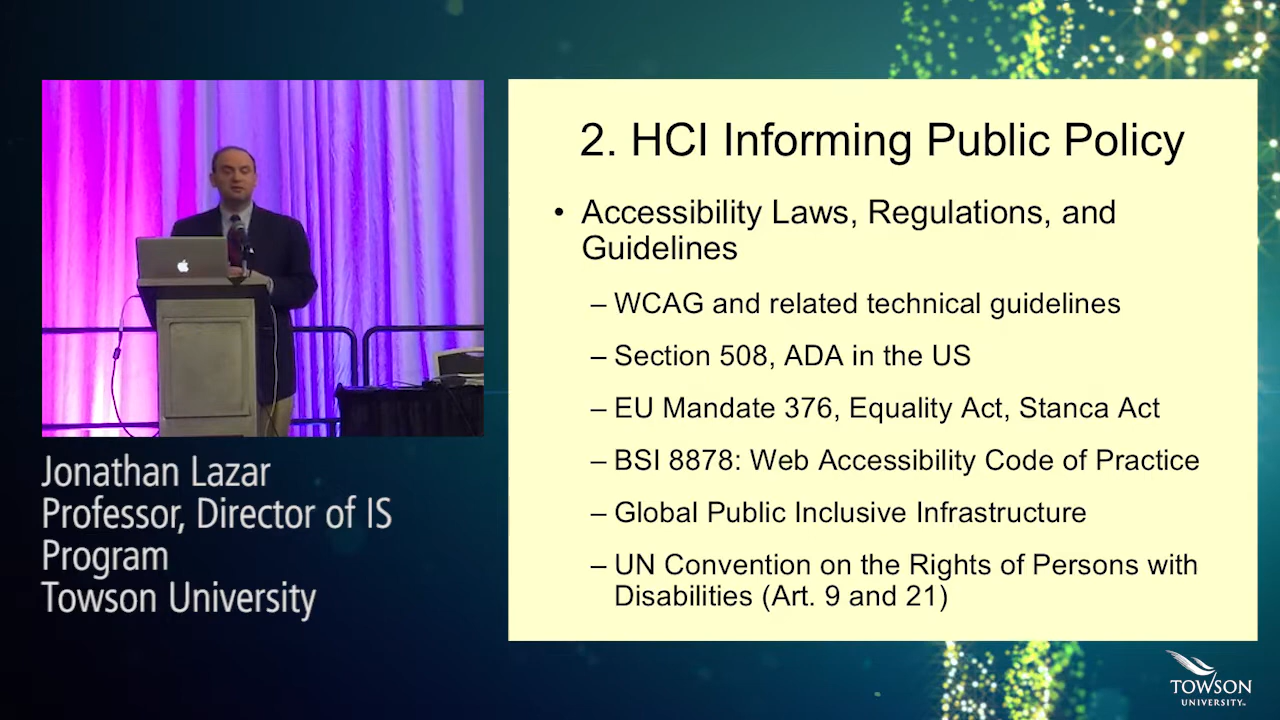 2. HCI Informing Public Policy
• Accessibility Laws, Regulations, and
Guidelines
– WCAG and related technical guidelines
– Section 508, ADA in the US
– EU Mandate 376, Equality Act, Stanca Act
– BSI 8878: Web Accessibility Code of Practice
– Global Public Inclusive Infrastructure
– UN Convention on the Rights of Persons with
Disabilities (Art. 9 and 21)
Jonathan Lazar
Professor, Director of IS
Program
Towson University
TOWSON
UNIVERSITY